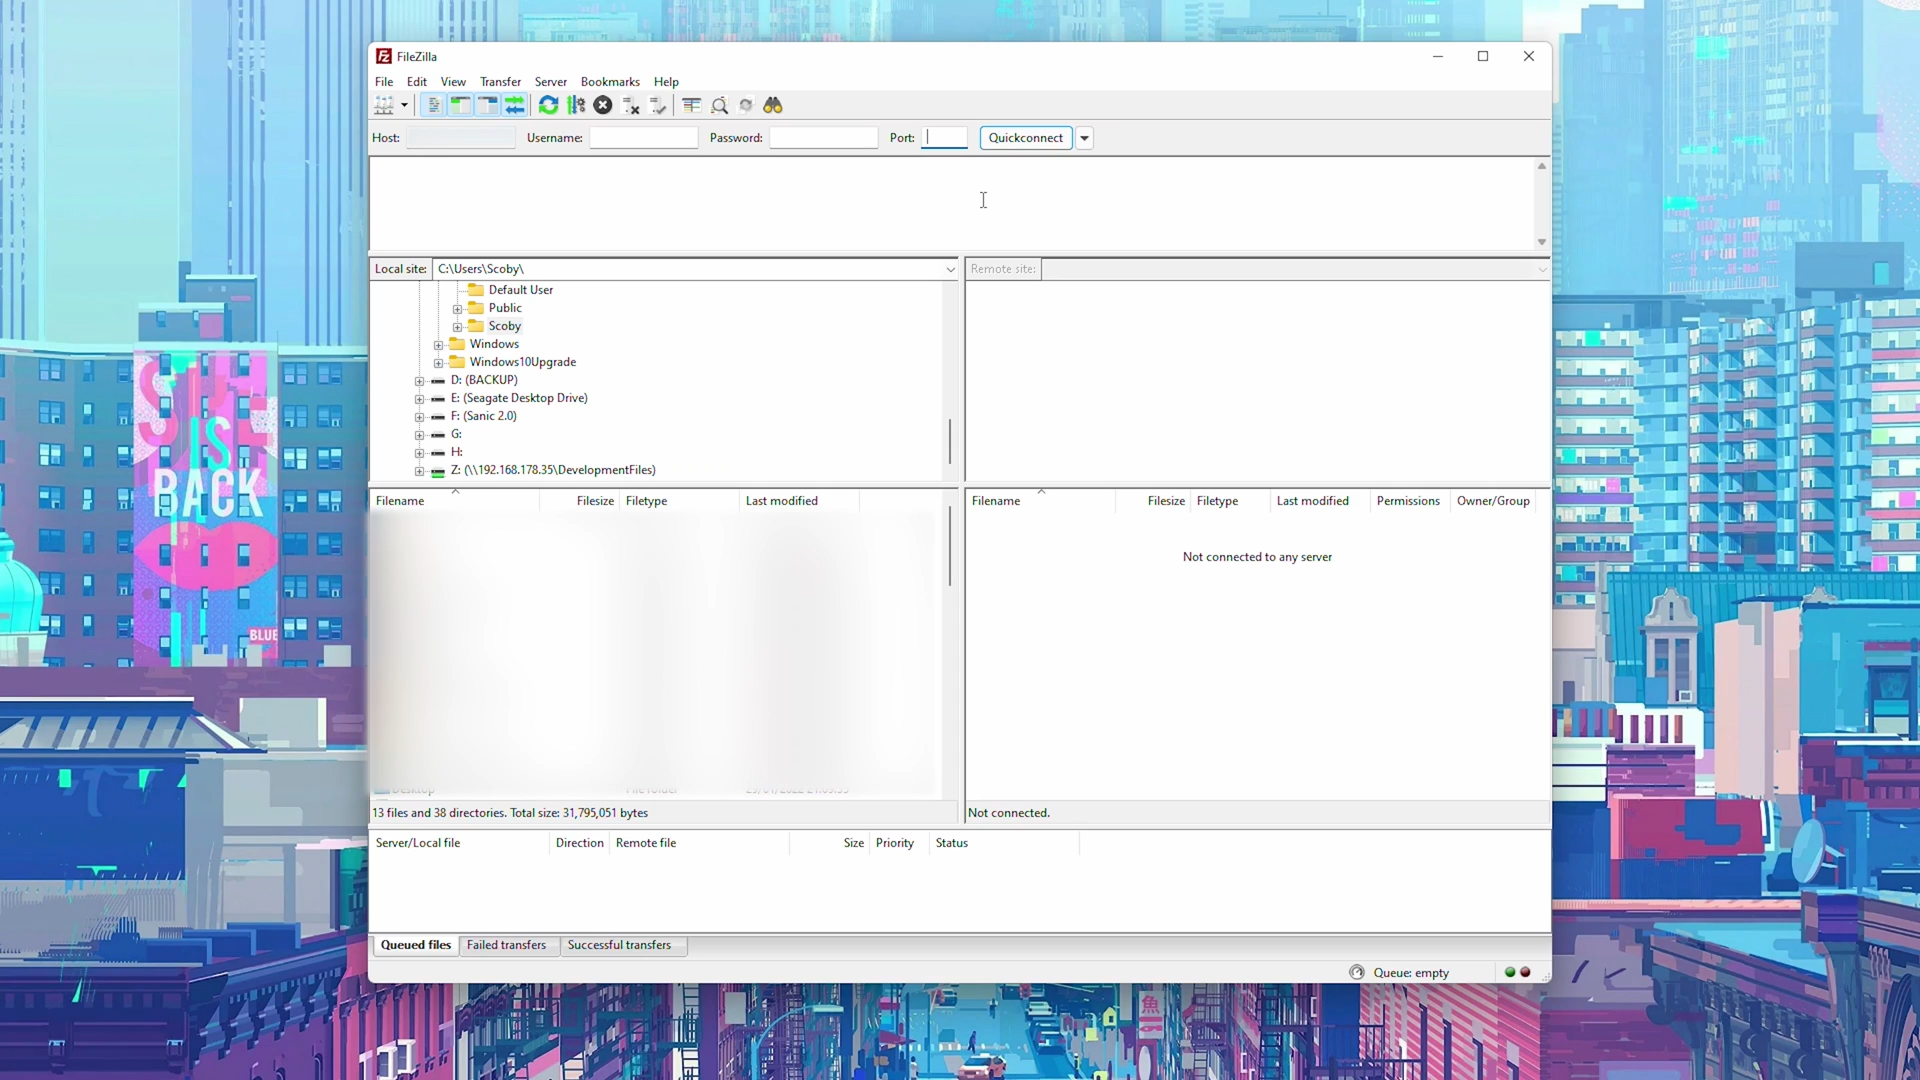 FileZilla
File Edit View Transfer Server Bookmarks Help
Host: Username: Password: Port: Quickconnect
Local site: C:\Users\Scoby\
Remote site:
Default User
Public
Scoby
Windows
Windows10Upgrade
D: (BACKUP)
E: (Seagate Desktop Drive)
F: (Sanic 2.0)
G:
H:
Z: (\\192.168.178.35\DevelopmentFiles)
Filename Filesize Filetype Last modified
Desktop File folder
13 files and 38 directories. Total size: 31,795,051 bytes
Filename Filesize Filetype Last modified Permissions Owner/Group
Not connected to any server
Not connected.
Server/Local file Direction Remote file Size Priority Status
Queued files Failed transfers Successful transfers
Queue: empty
IS
BACK
BLUE
魚